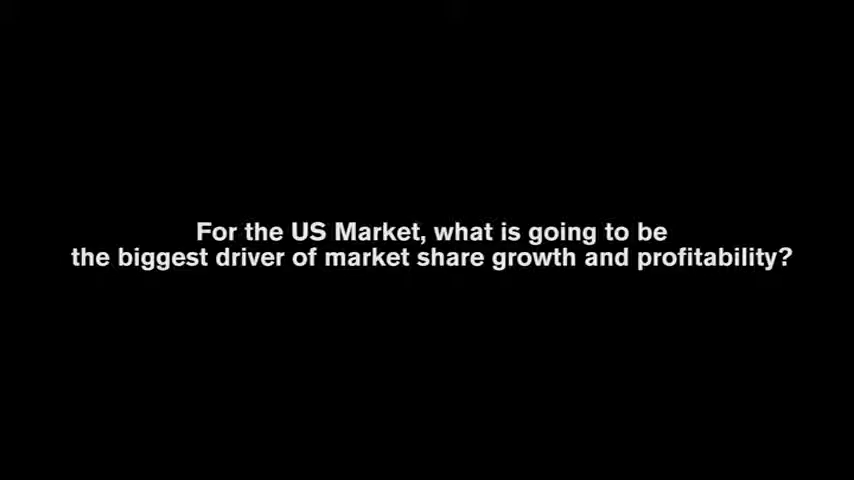 For the US Market, what is going to be
the biggest driver of market share growth and profitability?